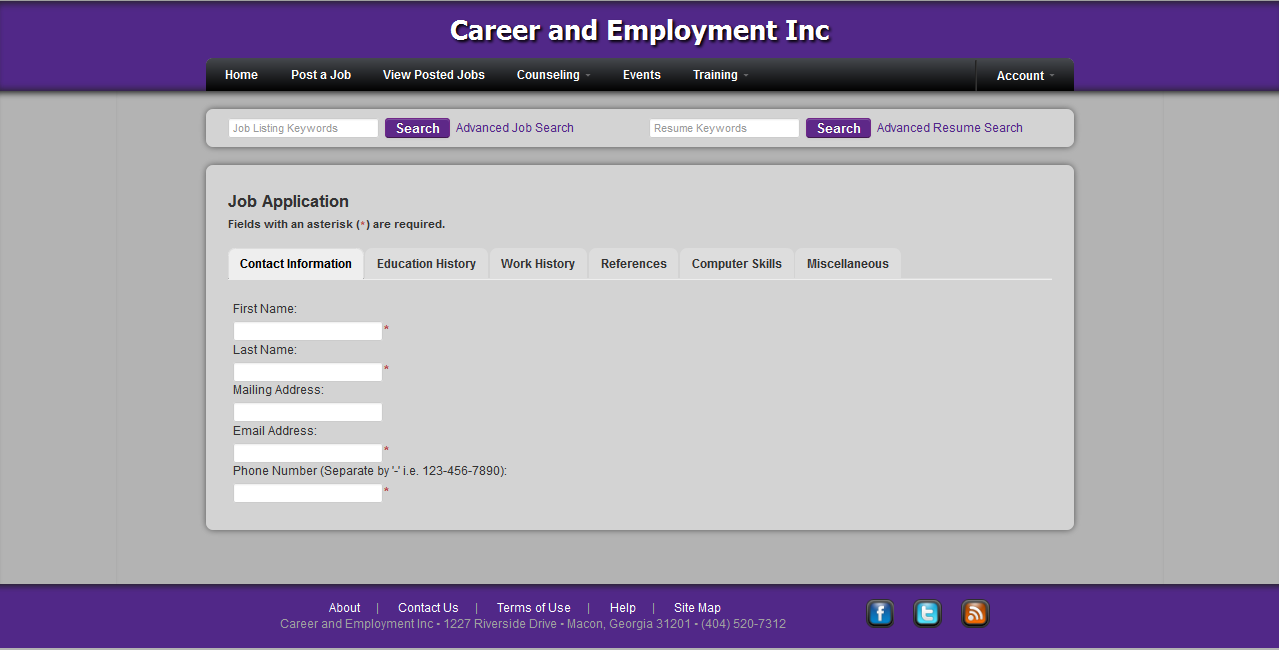 Career and Employment Inc
Home Post a Job View Posted Jobs Counseling Events Training Account
Job Listing Keywords Search Advanced Job Search Resume Keywords Search Advanced Resume Search
Job Application
Fields with an asterisk (*) are required.
Contact Information Education History Work History References Computer Skills Miscellaneous
First Name:
*
Last Name:
*
Mailing Address:
Email Address:
*
Phone Number (Separate by '-' i.e. 123-456-7890):
*
About | Contact Us | Terms of Use | Help | Site Map
Career and Employment Inc • 1227 Riverside Drive • Macon, Georgia 31201 • (404) 520-7312